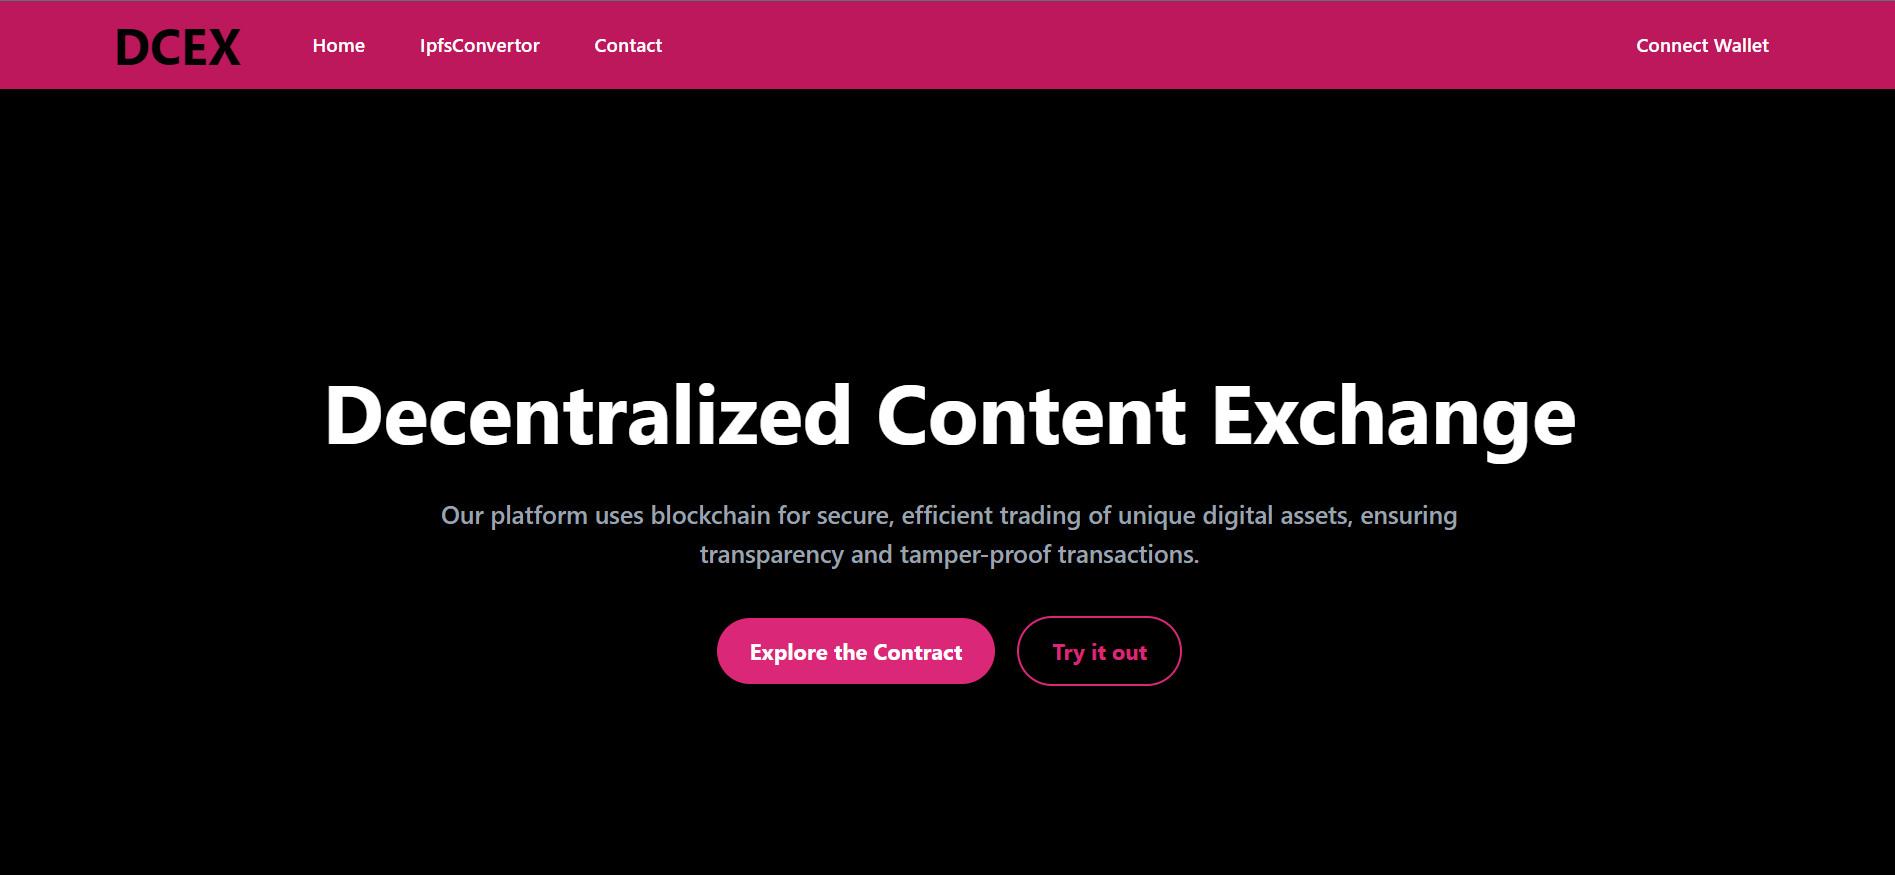 DCEX
Home
IpfsConvertor
Contact
Connect Wallet
Decentralized Content Exchange
Our platform uses blockchain for secure, efficient trading of unique digital assets, ensuring
transparency and tamper-proof transactions.
Explore the Contract
Try it out